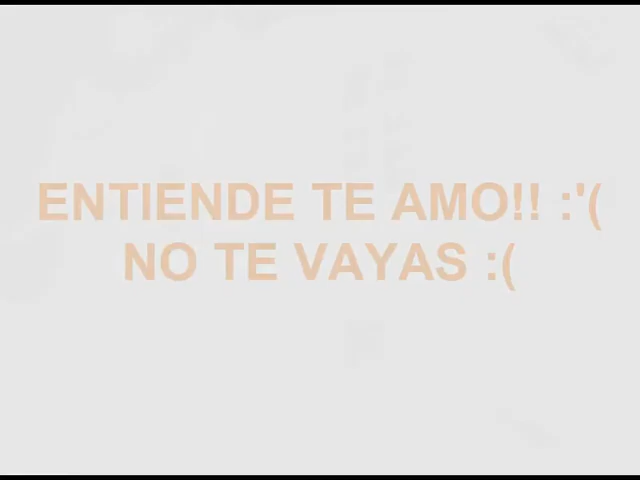 ENTIENDE TE AMO!! :'(
NO TE VAYAS :(